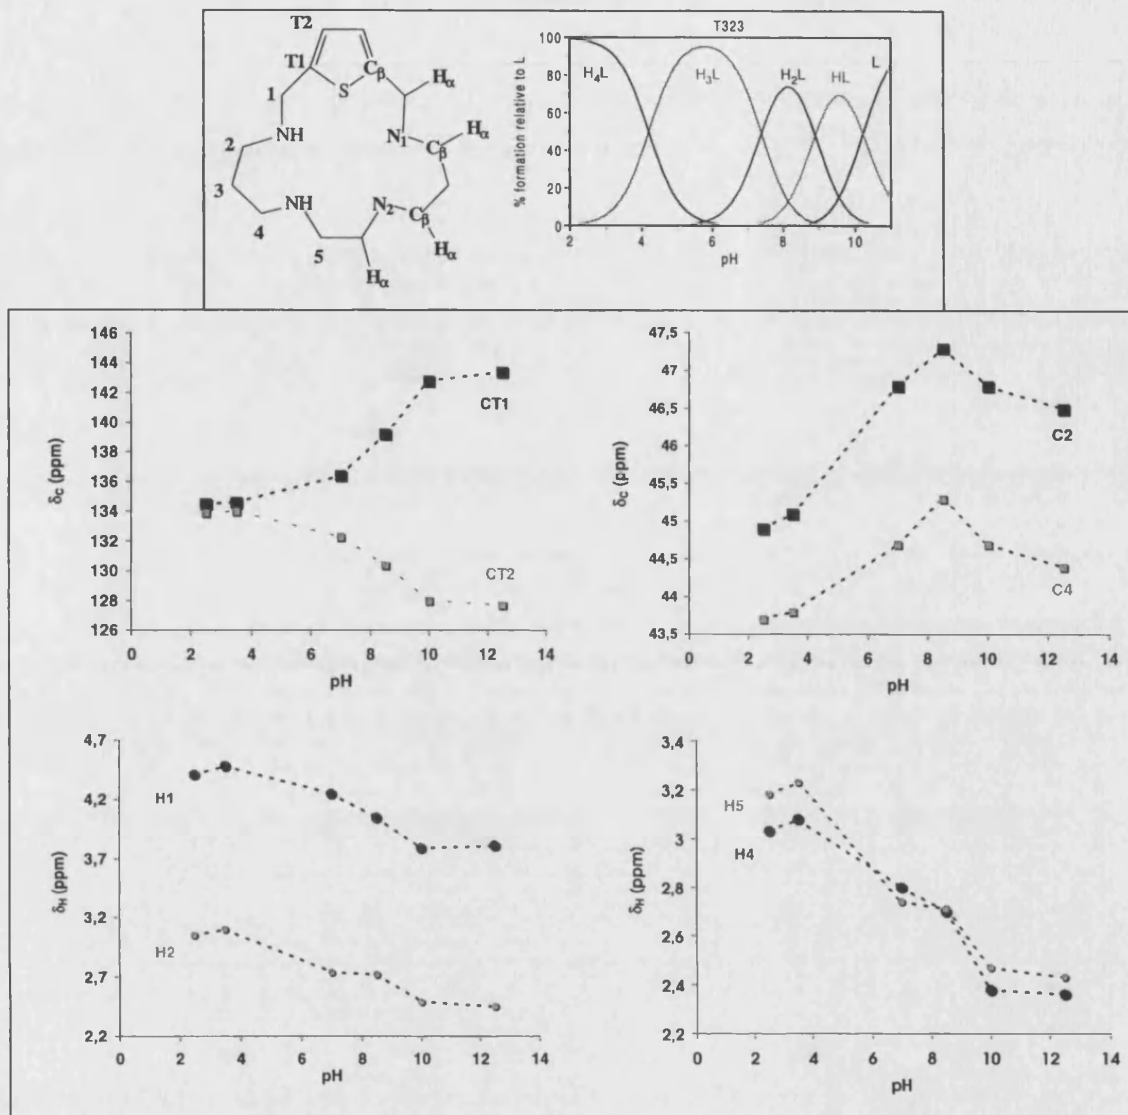 T323
T2
T1
Cβ
S
Hα
1
NH
N1
Hα
2
Cβ
3
NH
N2
Cβ
4
5
Hα
Hα
% formation relative to L
100
80
60
40
20
0
H4L
H3L
H2L
HL
L
2 4 6 8 10
pH
δC (ppm)
146
144
142
140
138
136
134
132
130
128
126
CT1
CT2
0 2 4 6 8 10 12 14
pH
δC (ppm)
47,5
47
46,5
46
45,5
45
44,5
44
43,5
C2
C4
0 2 4 6 8 10 12 14
pH
δH (ppm)
4,7
4,2
3,7
3,2
2,7
2,2
H1
H2
0 2 4 6 8 10 12 14
pH
δH (ppm)
3,4
3,2
3
2,8
2,6
2,4
2,2
H5
H4
0 2 4 6 8 10 12 14
pH